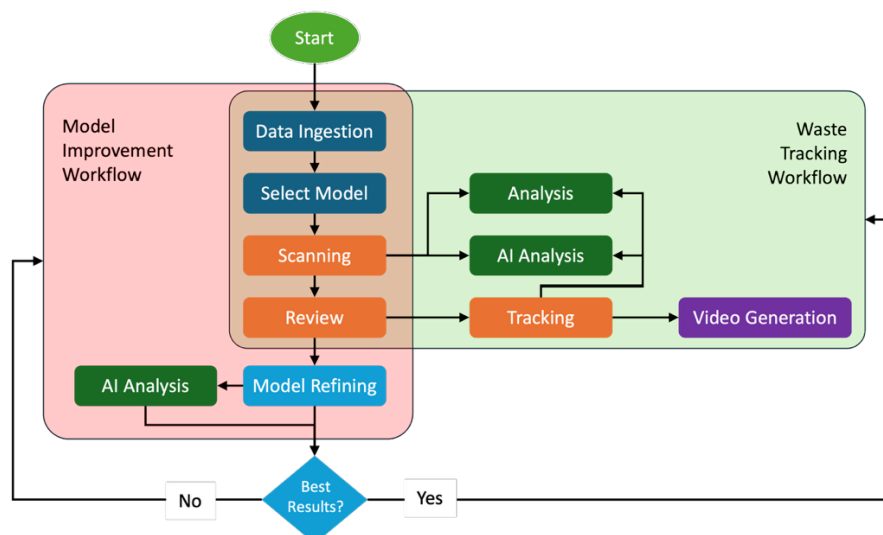 Start
Model
Improvement
Workflow
Data Ingestion
Waste
Tracking
Workflow
Select Model
Analysis
Scanning
AI Analysis
Review
Tracking
Video Generation
AI Analysis
Model Refining
No
Best
Results?
Yes